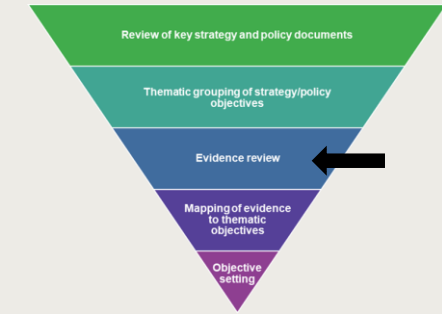 Review of key strategy and policy documents
Thematic grouping of strategy/policy
objectives
Evidence review
Mapping of evidence
to thematic
objectives
Objective
setting